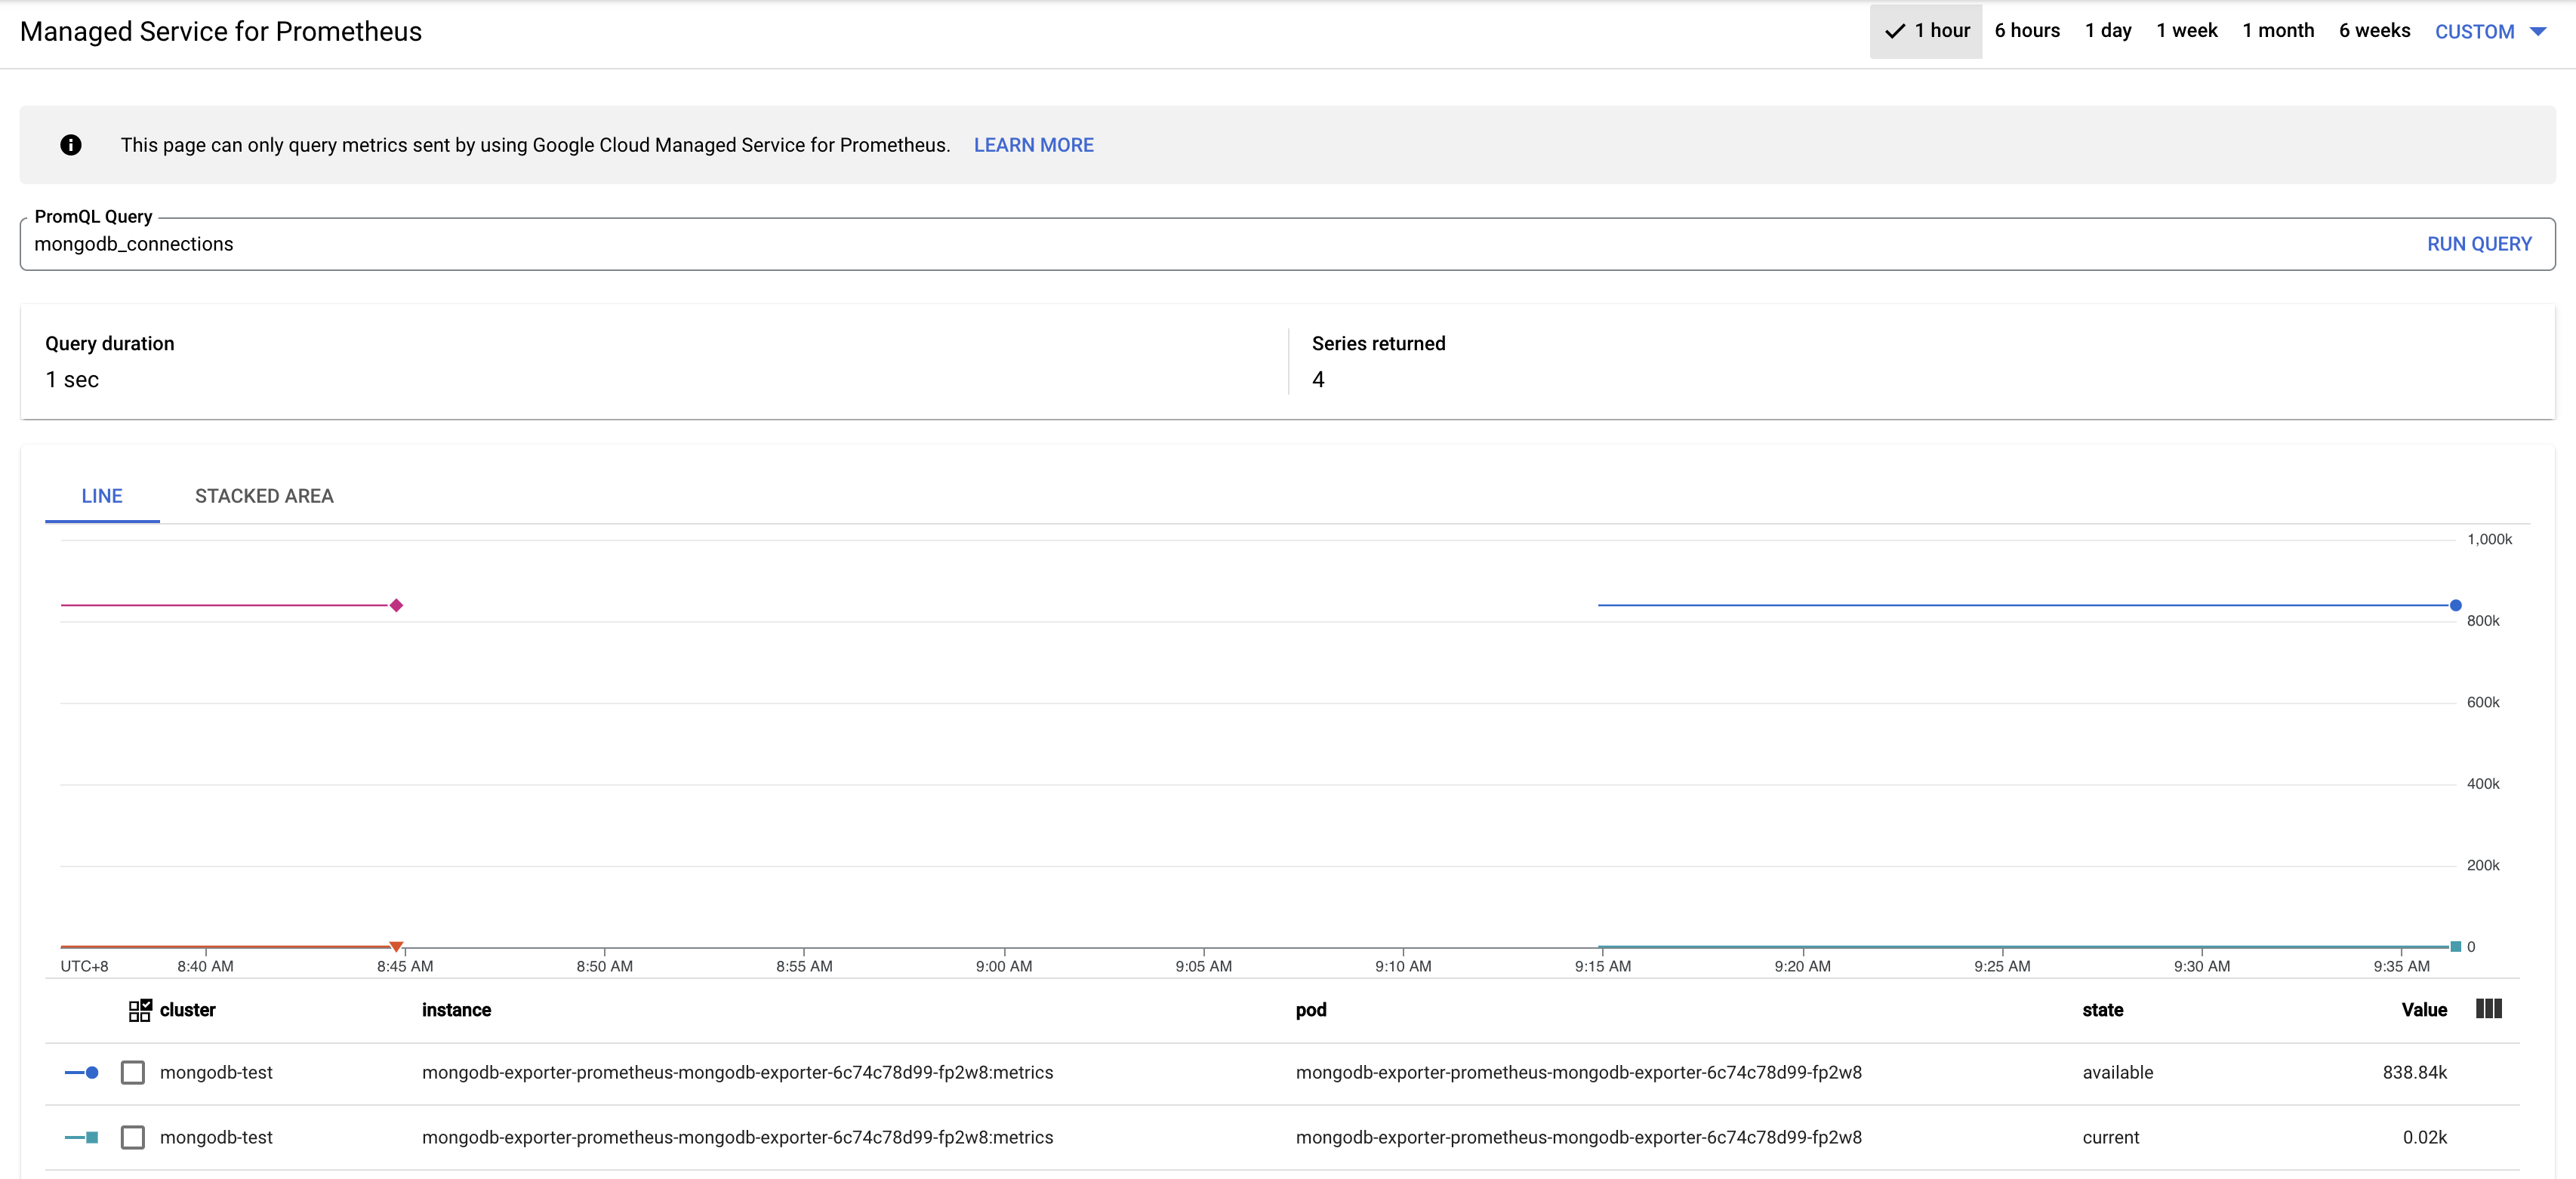 Managed Service for Prometheus
1 hour 6 hours 1 day 1 week 1 month 6 weeks CUSTOM
This page can only query metrics sent by using Google Cloud Managed Service for Prometheus. LEARN MORE
PromQL Query
mongodb_connections RUN QUERY
Query duration Series returned
1 sec 4
LINE STACKED AREA
1,000k
800k
600k
400k
200k
0
UTC+8 8:40 AM 8:45 AM 8:50 AM 8:55 AM 9:00 AM 9:05 AM 9:10 AM 9:15 AM 9:20 AM 9:25 AM 9:30 AM 9:35 AM
cluster instance pod state Value
mongodb-test mongodb-exporter-prometheus-mongodb-exporter-6c74c78d99-fp2w8:metrics mongodb-exporter-prometheus-mongodb-exporter-6c74c78d99-fp2w8 available 838.84k
mongodb-test mongodb-exporter-prometheus-mongodb-exporter-6c74c78d99-fp2w8:metrics mongodb-exporter-prometheus-mongodb-exporter-6c74c78d99-fp2w8 current 0.02k